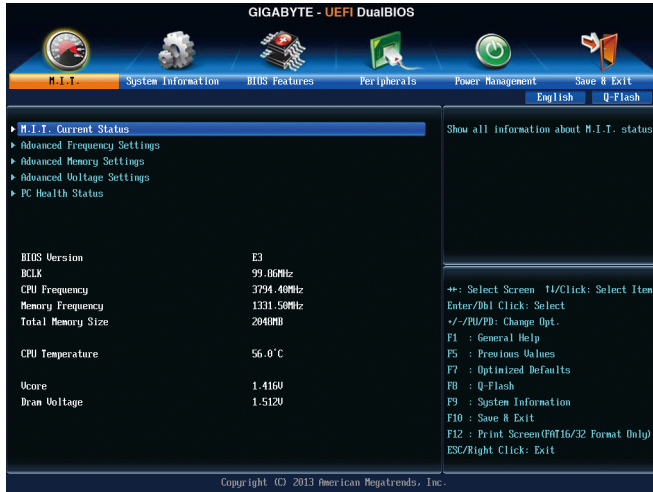 GIGABYTE - UEFI DualBIOS
M.I.T. System Information BIOS Features Peripherals Power Management Save & Exit
English Q-Flash
M.I.T. Current Status
Advanced Frequency Settings
Advanced Memory Settings
Advanced Voltage Settings
PC Health Status
BIOS Version E3
BCLK 99.86MHz
CPU Frequency 3794.40MHz
Memory Frequency 1331.50MHz
Total Memory Size 2048MB
CPU Temperature 56.0°C
Vcore 1.416V
Dram Voltage 1.512V
Show all information about M.I.T. status
→←: Select Screen ↑↓/Click: Select Item
Enter/Dbl Click: Select
+/-/PU/PD: Change Opt.
F1 : General Help
F5 : Previous Values
F7 : Optimized Defaults
F8 : Q-Flash
F9 : System Information
F10 : Save & Exit
F12 : Print Screen(FAT16/32 Format Only)
ESC/Right Click: Exit
Copyright (C) 2013 American Megatrends, Inc.